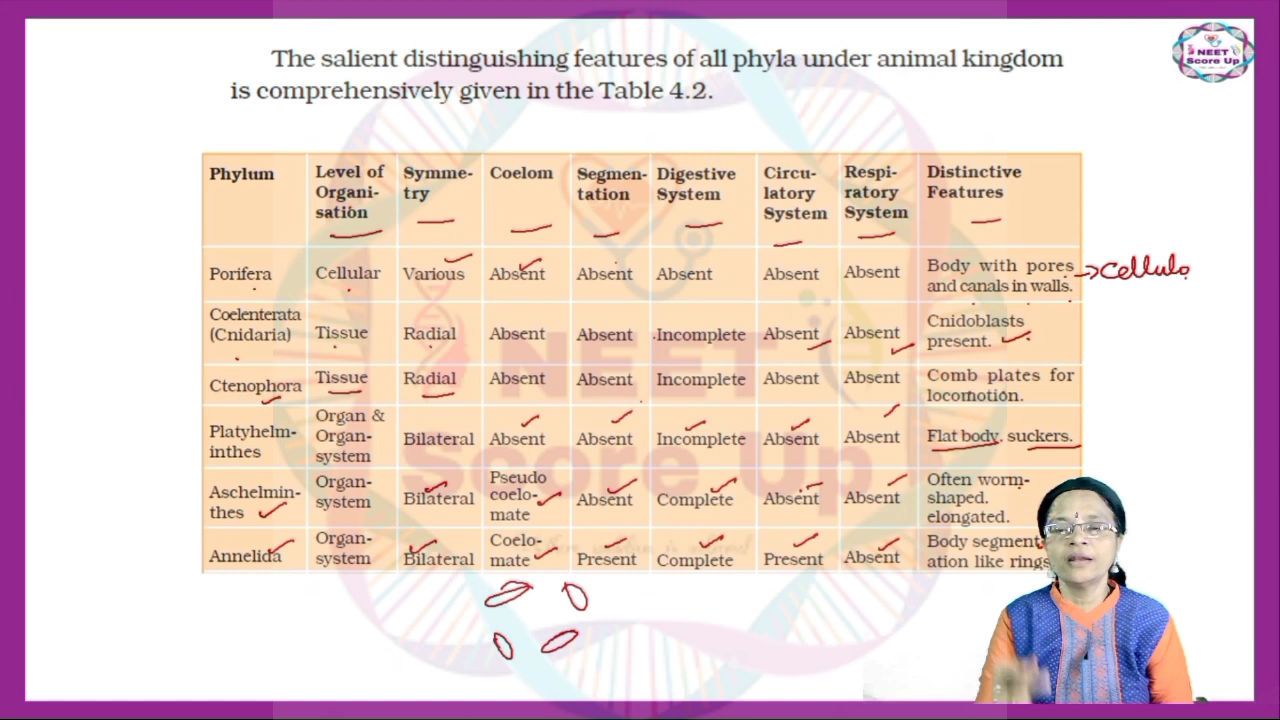 The salient distinguishing features of all phyla under animal kingdom
is comprehensively given in the Table 4.2.
NEET
Score Up
Phylum Level of Organi- sation Symme- try Coelom Segmen- tation Digestive System Circu- latory System Respi- ratory System Distinctive Features
Porifera Cellular Various Absent Absent Absent Absent Absent Body with pores and canals in walls. →cellula
Coelenterata (Cnidaria) Tissue Radial Absent Absent Incomplete Absent Absent Cnidoblasts present.
Ctenophora Tissue Radial Absent Absent Incomplete Absent Absent Comb plates for locomotion.
Platyhelm- inthes Organ & Organ- system Bilateral Absent Absent Incomplete Absent Absent Flat body, suckers.
Aschelmin- thes Organ- system Bilateral Pseudo coelo- mate Absent Complete Absent Absent Often worm- shaped. elongated.
Annelida Organ- system Bilateral Coelo- mate Present Complete Present Absent Body segment- ation like rings
NEET
Score Up